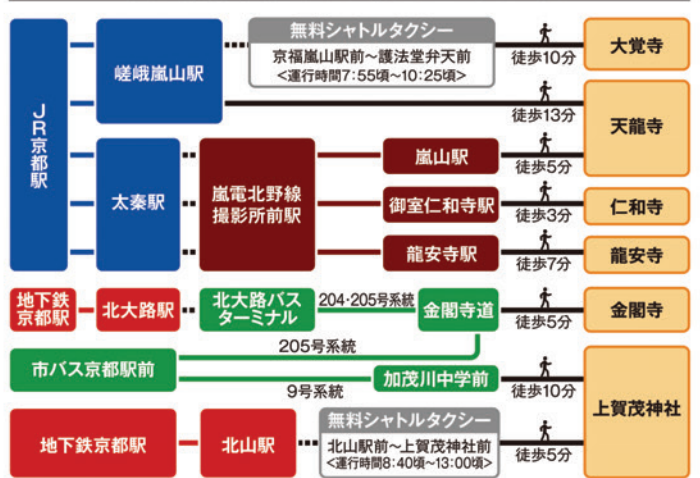 JR京都駅
嵯峨嵐山駅
無料シャトルタクシー
京福嵐山駅前〜護法堂弁天前
<運行時間7:55頃〜10:25頃>
徒歩10分
大覚寺
徒歩13分
天龍寺
太秦駅
嵐電北野線
撮影所前駅
嵐山駅
徒歩5分
御室仁和寺駅
徒歩3分
仁和寺
龍安寺駅
徒歩7分
龍安寺
地下鉄
京都駅
北大路駅
北大路バス
ターミナル
204・205号系統
金閣寺道
徒歩5分
金閣寺
205号系統
市バス京都駅前
9号系統
加茂川中学前
徒歩10分
上賀茂神社
地下鉄京都駅
北山駅
無料シャトルタクシー
北山駅前〜上賀茂神社前
<運行時間8:40頃〜13:00頃>
徒歩5分